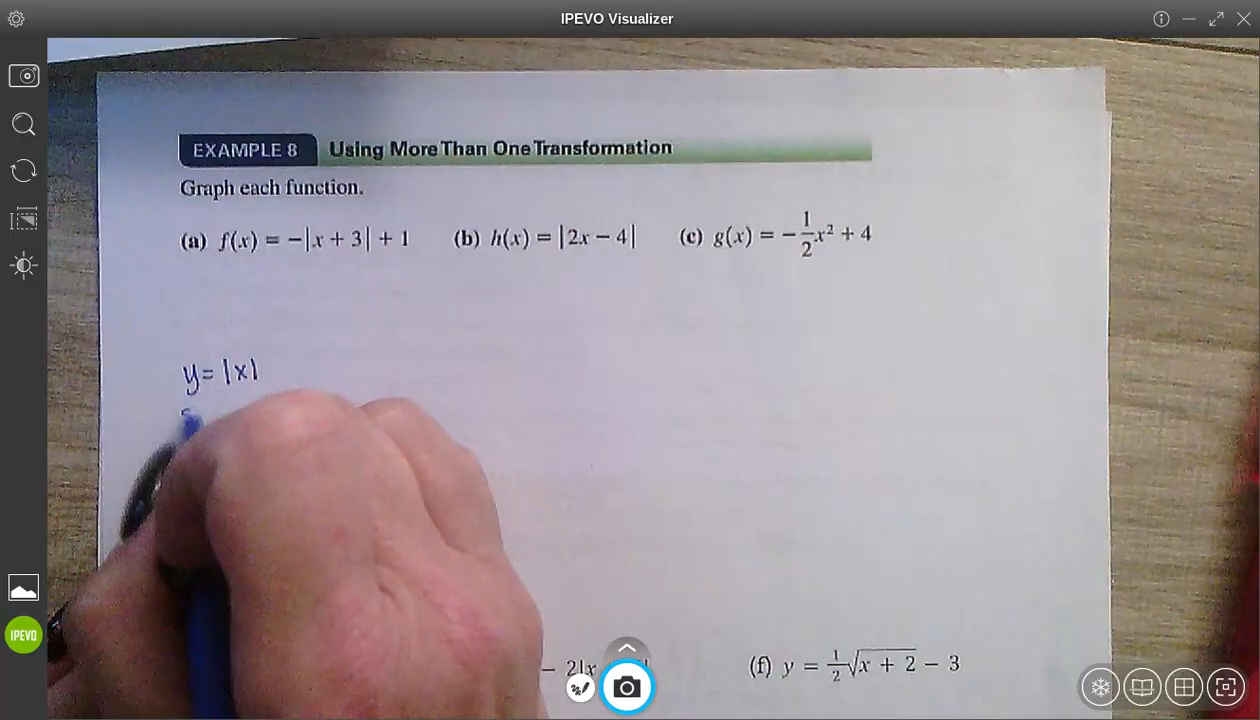 IPEVO Visualizer
EXAMPLE 8 Using More Than One Transformation
Graph each function.
(a) f(x) = −|x + 3| + 1 (b) h(x) = |2x − 4| (c) g(x) = −1/2x² + 4
y = |x|
IPEVO
− 2|x
(f) y = 1/2√x + 2 − 3